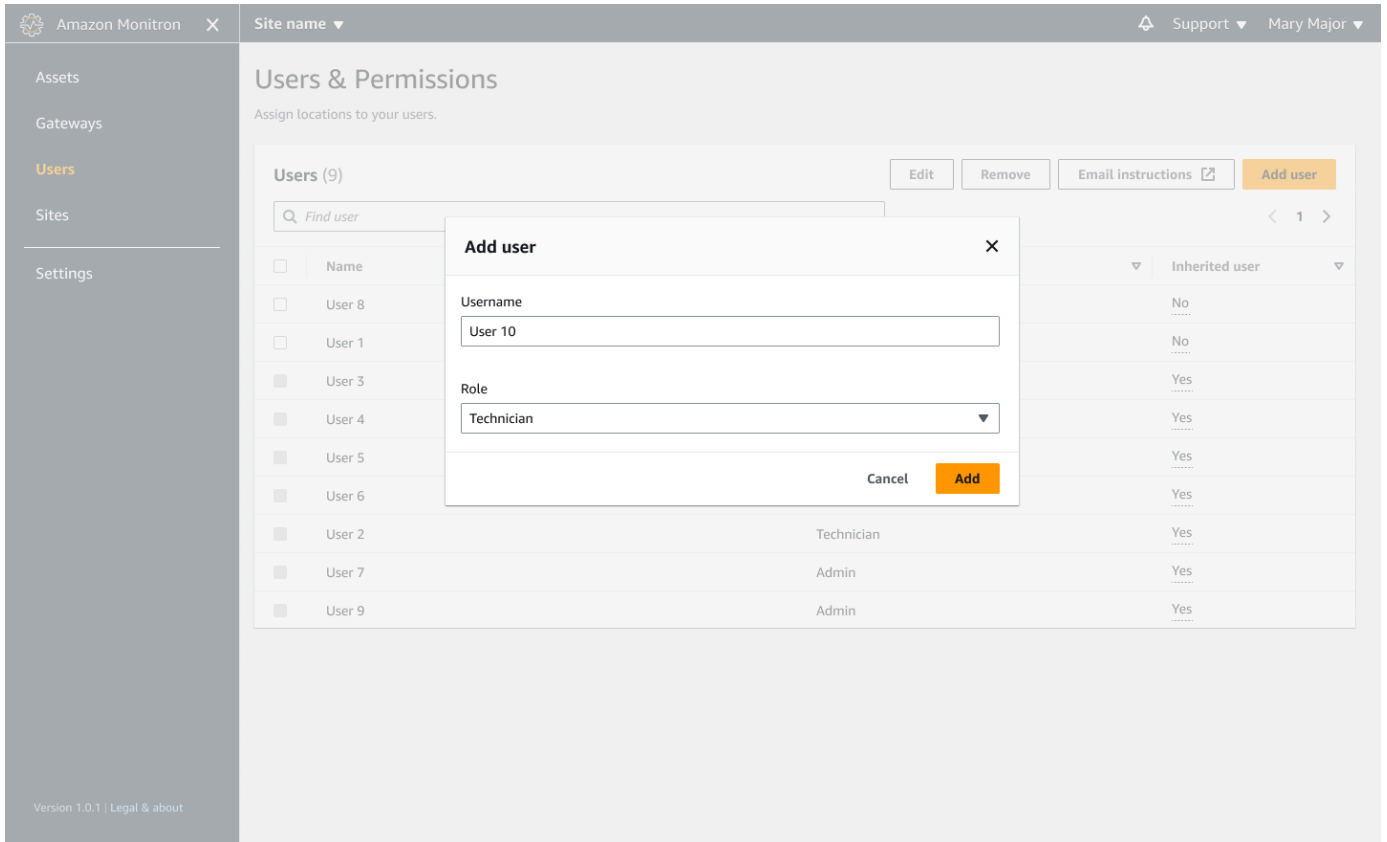 Amazon Monitron
Site name
Support
Mary Major
Assets
Gateways
Users
Sites
Settings
Version 1.0.1 | Legal & about
Users & Permissions
Assign locations to your users.
Users (9)
Edit
Remove
Email instructions
Add user
Find user
1
Name
Inherited user
User 8
No
User 1
No
User 3
Yes
User 4
Yes
User 5
Yes
User 6
Yes
User 2
Technician
Yes
User 7
Admin
Yes
User 9
Admin
Yes
Add user
Username
User 10
Role
Technician
Cancel
Add